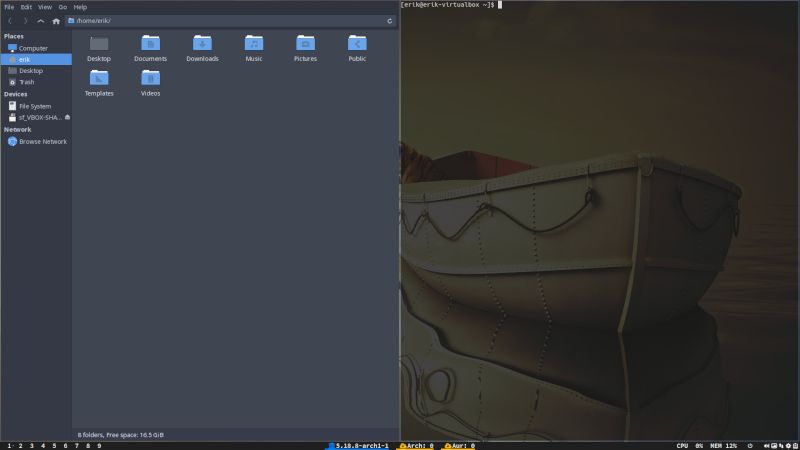 File Edit View Go Help
/home/erik/
Places
Computer
erik
Desktop
Trash
Devices
File System
sf_VBOX-SHA...
Network
Browse Network
Desktop Documents Downloads Music Pictures Public
Templates Videos
8 folders, Free space: 16.5 GiB
[erik@erik-virtualbox ~]$
1 2 3 4 5 6 7 8 9 5.18.8-arch1-1 Arch: 0 Aur: 0 CPU 0% MEM 12%